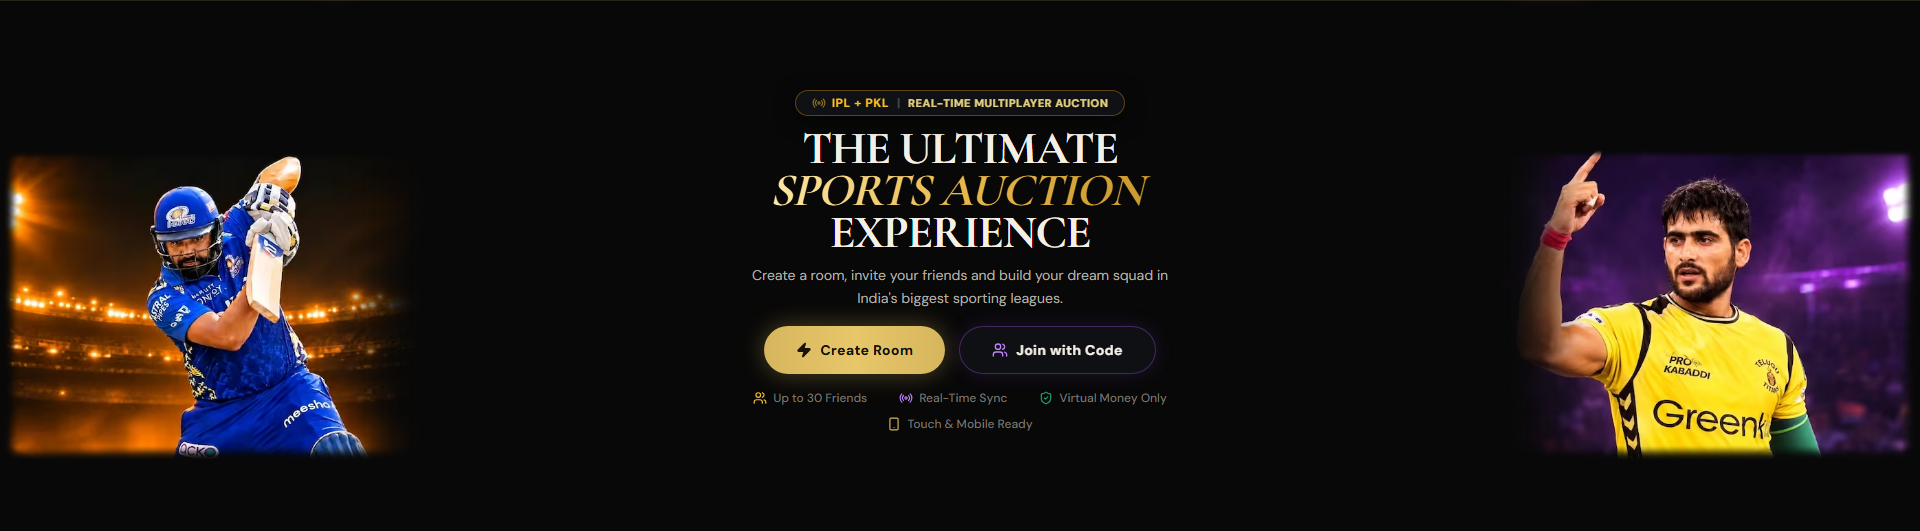 IPL + PKL | REAL-TIME MULTIPLAYER AUCTION
THE ULTIMATE
SPORTS AUCTION
EXPERIENCE
Create a room, invite your friends and build your dream squad in
India's biggest sporting leagues.
Create Room
Join with Code
Up to 30 Friends
Real-Time Sync
Virtual Money Only
Touch & Mobile Ready
meesho
PRO
KABADDI
TELUGU
TITANS